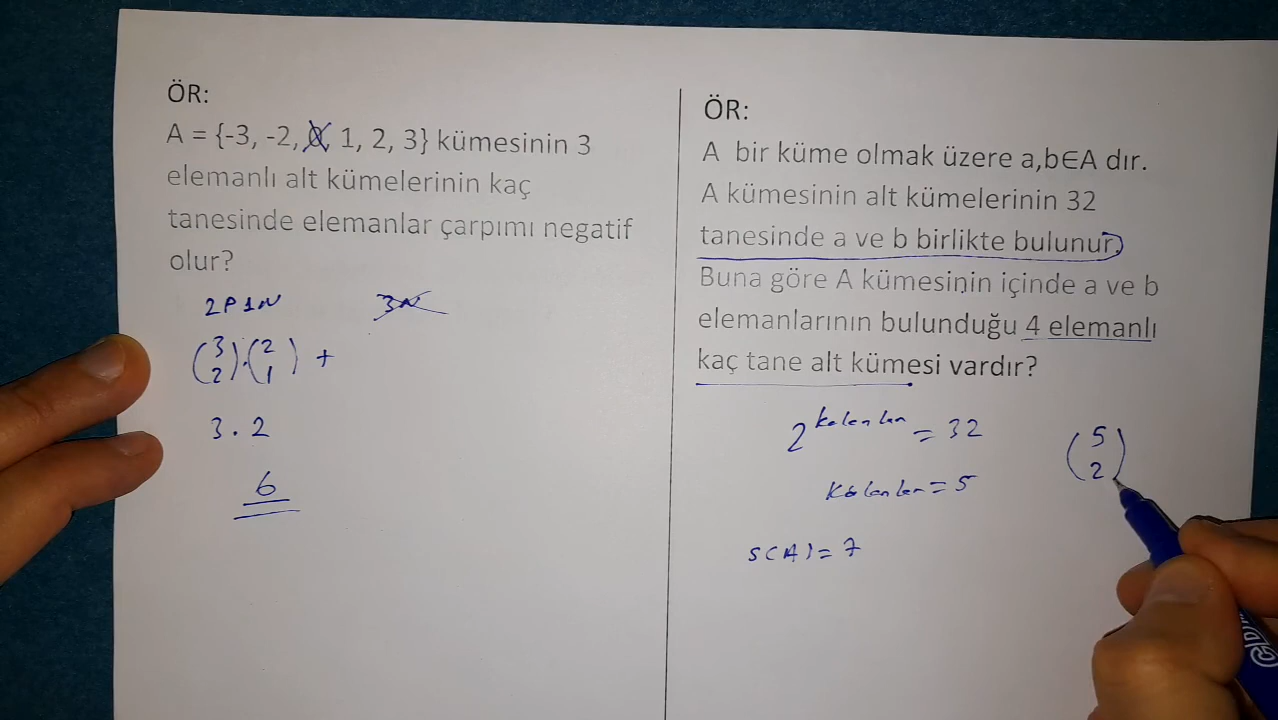 ÖR:
A = {-3, -2, 0, 1, 2, 3} kümesinin 3
elemanlı alt kümelerinin kaç
tanesinde elemanlar çarpımı negatif
olur?
2P1N 3N
(3 2).(2 1) +
3.2
6
ÖR:
A bir küme olmak üzere a,b∈A dır.
A kümesinin alt kümelerinin 32
tanesinde a ve b birlikte bulunur.
Buna göre A kümesinin içinde a ve b
elemanlarının bulunduğu 4 elemanlı
kaç tane alt kümesi vardır?
2^kalanlar = 32
kalanlar = 5
s(A) = 7
(5 2)